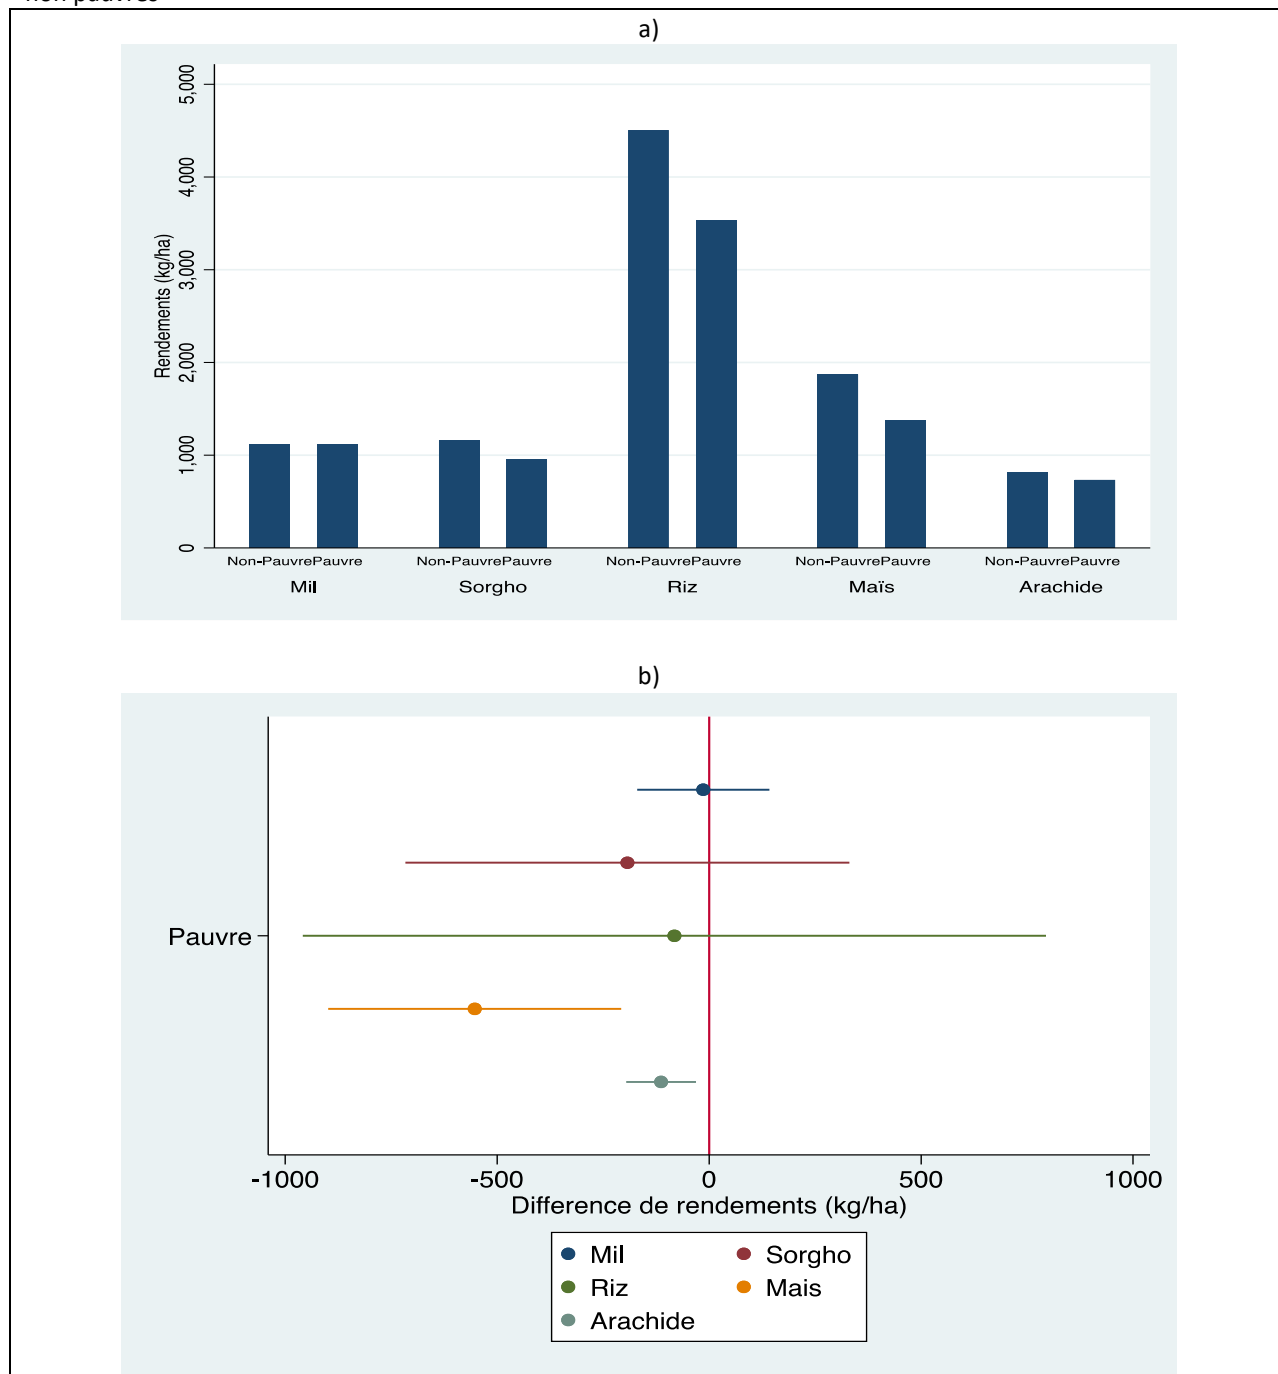 non pauvres
a)
Rendements (kg/ha)
5,000
4,000
3,000
2,000
1,000
0
Non-PauvrePauvre Non-PauvrePauvre Non-PauvrePauvre Non-PauvrePauvre Non-PauvrePauvre
Mil Sorgho Riz Maïs Arachide
b)
Pauvre
-1000 -500 0 500 1000
Difference de rendements (kg/ha)
Mil Sorgho
Riz Mais
Arachide